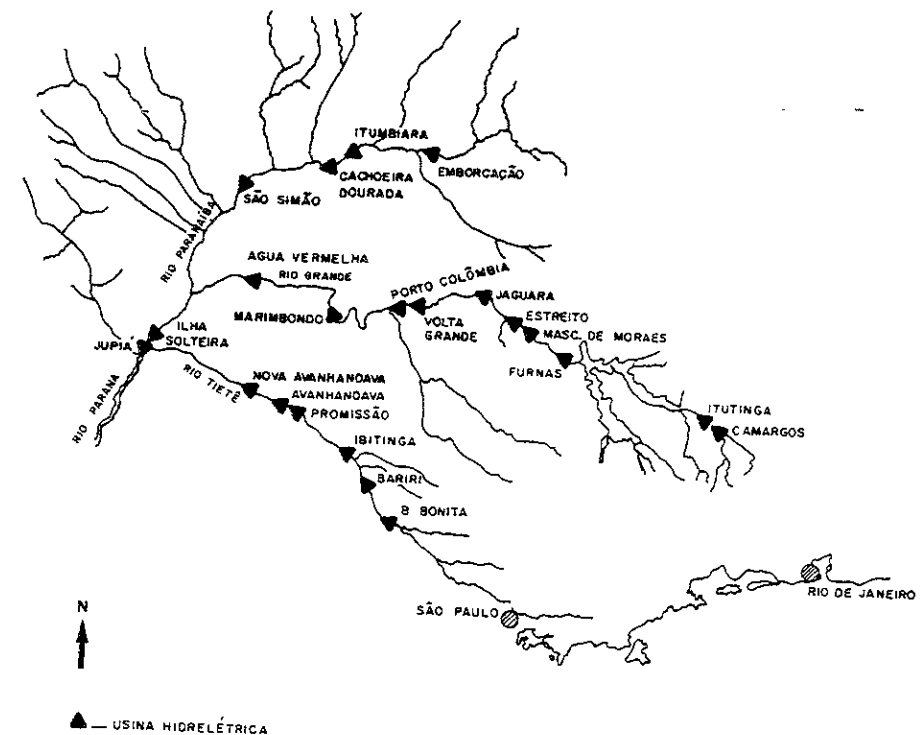 ITUMBIARA
EMBORCAÇÃO
CACHOEIRA
DOURADA
SÃO SIMÃO
RIO PARANAÍBA
AGUA VERMELHA
RIO GRANDE
PORTO COLÔMBIA
JAGUARA
MARIMBONDO
VOLTA
GRANDE
ESTREITO
MASC. DE MORAES
FURNAS
ILHA
SOLTEIRA
JUPIÁ
RIO PARANA
RIO TIETÊ
NOVA AVANHANDAVA
AVANHANDAVA
PROMISSÃO
ITUTINGA
CAMARGOS
IBITINGA
BARIRI
B BONITA
SÃO PAULO
RIO DE JANEIRO
N
— USINA HIDRELÉTRICA